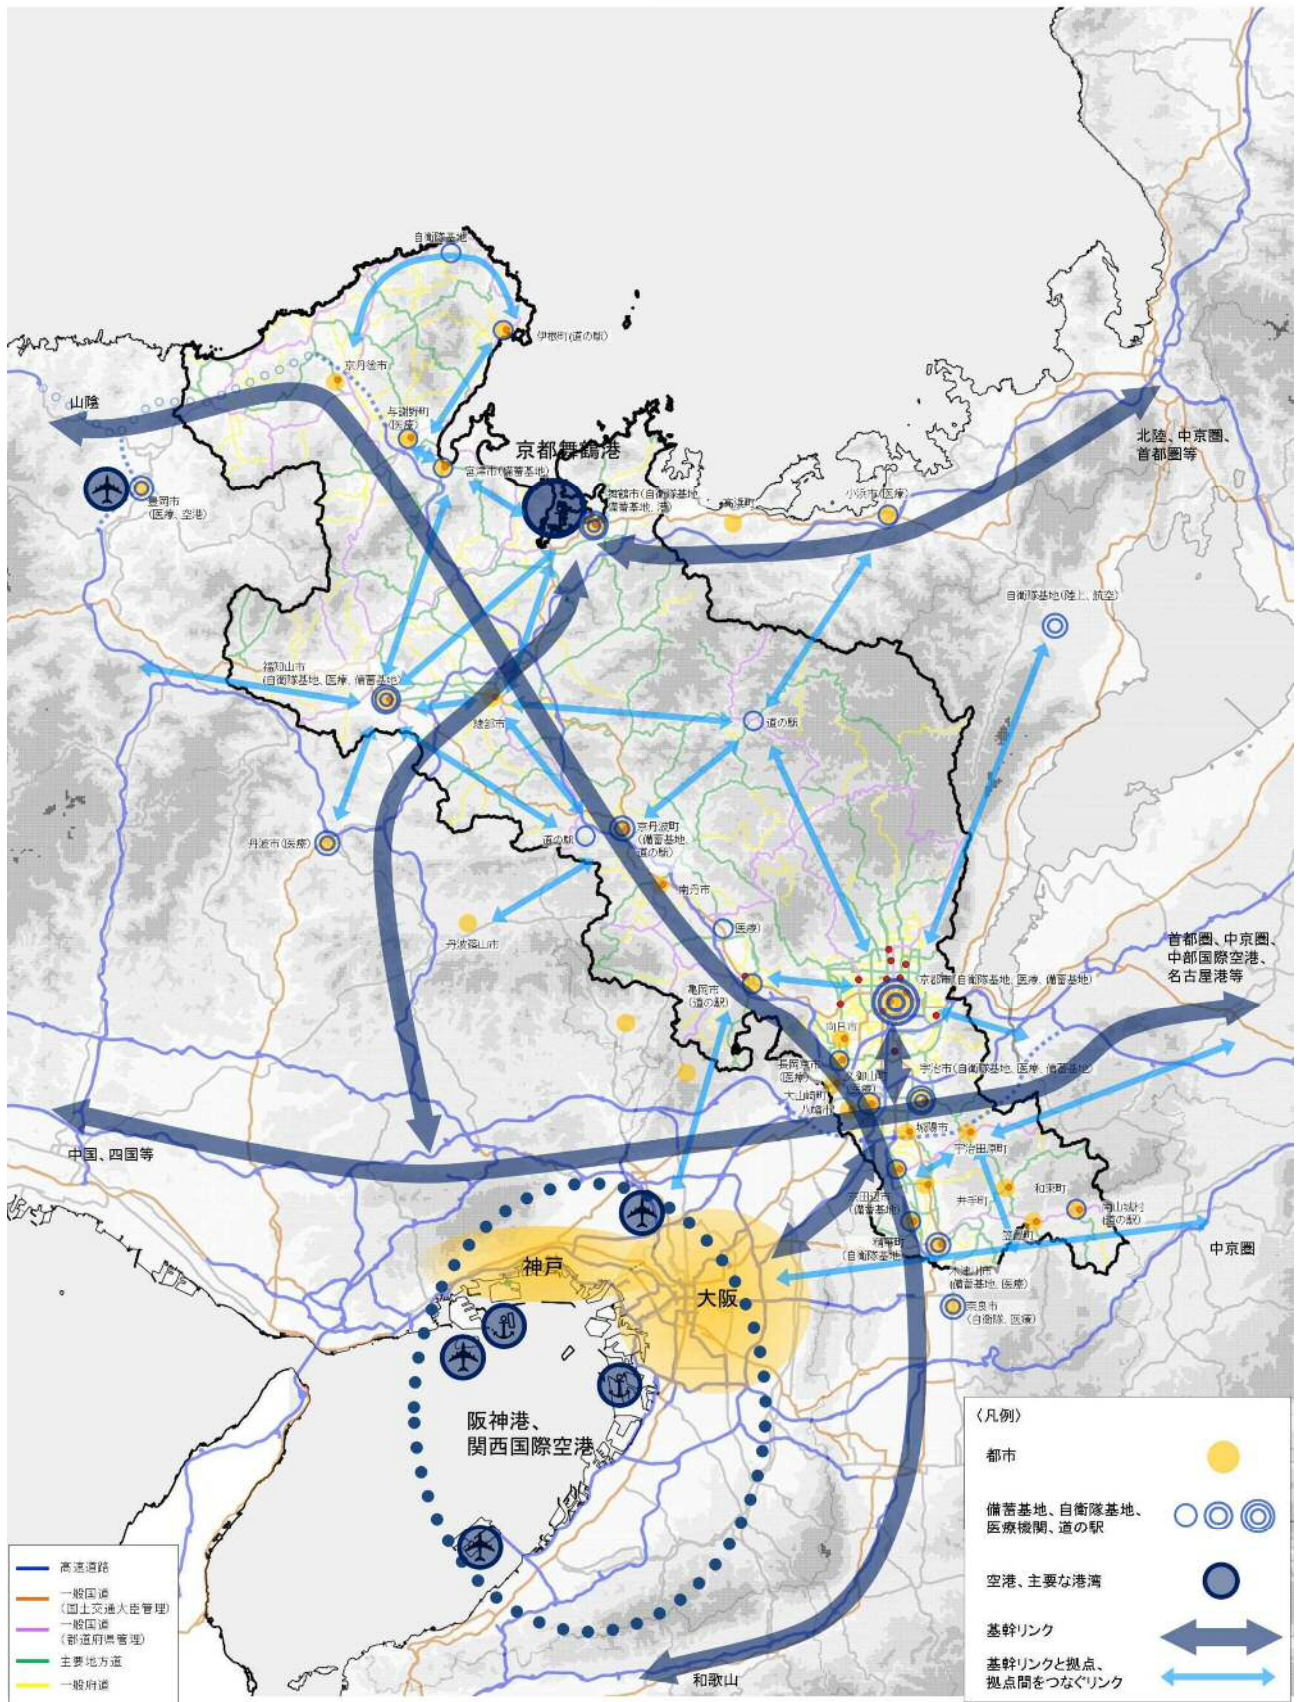 自衛隊基地
伊根町(道の駅)
京丹後市
山陰
与謝野町
(医療)
京都舞鶴港
宮津市(備蓄基地)
北陸、中京圏、
首都圏等
豊岡市
(医療、空港)
舞鶴市(自衛隊基地、
備蓄基地、港)
高浜町
小浜市(医療)
自衛隊基地(陸上、航空)
福知山市
(自衛隊基地、医療、備蓄基地)
綾部市
道の駅
丹波市(医療)
道の駅
京丹波町
(備蓄基地、
道の駅)
南丹市
丹波篠山市
(医療)
首都圏、中京圏、
中部国際空港、
名古屋港等
亀岡市
(道の駅)
京都市(自衛隊基地、医療、備蓄基地)
向日市
長岡京市
(医療)
久御山町
(医療)
宇治市(自衛隊基地、医療、備蓄基地)
大山崎町
八幡市
城陽市
中国、四国等
宇治田原町
京田辺市
(備蓄基地)
井手町
和束町
南山城村
(道の駅)
精華町
(自衛隊基地)
笠置町
中京圏
木津川市
(備蓄基地、医療)
奈良市
(自衛隊、医療)
神戸
大阪
阪神港、
関西国際空港
和歌山
〈凡例〉
都市
備蓄基地、自衛隊基地、
医療機関、道の駅
空港、主要な港湾
基幹リンク
基幹リンクと拠点、
拠点間をつなぐリンク
高速道路
一般国道
(国土交通大臣管理)
一般国道
(都道府県管理)
主要地方道
一般府道